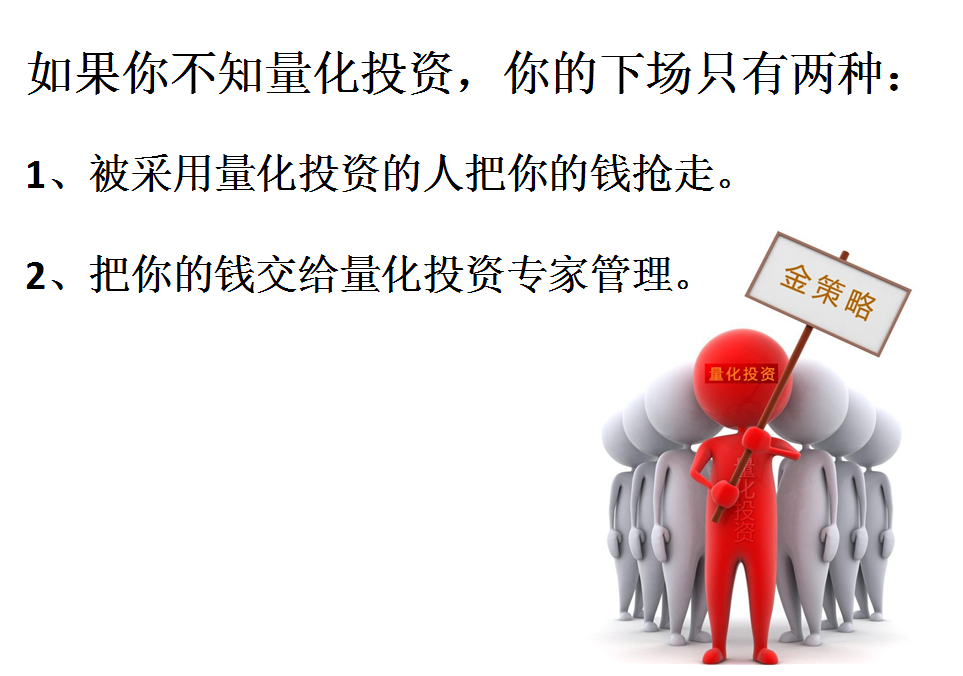 如果你不知量化投资，你的下场只有两种：
1、被采用量化投资的人把你的钱抢走。
2、把你的钱交给量化投资专家管理。
金策略
量化投资
量化投资